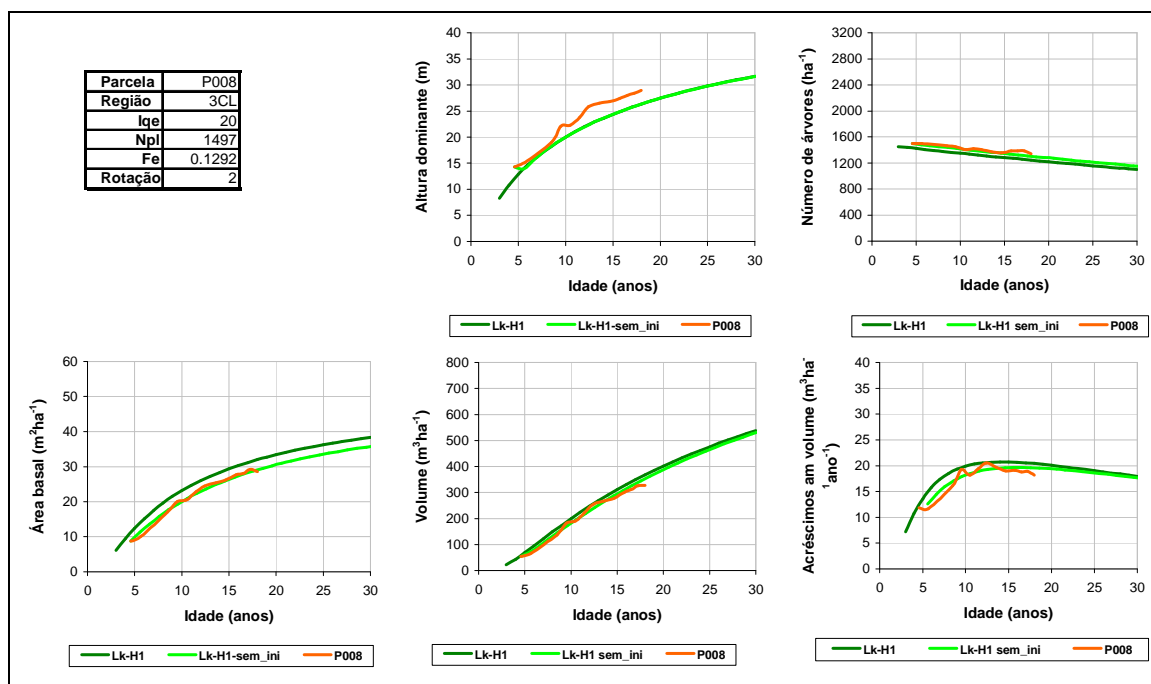 Parcela P008
Região 3CL
Iqe 20
Npl 1497
Fe 0.1292
Rotação 2
Altura dominante (m)
40
35
30
25
20
15
10
5
0
0 5 10 15 20 25 30
Idade (anos)
Lk-H1 Lk-H1-sem_ini P008
Número de árvores (ha-1)
3200
2800
2400
2000
1600
1200
800
400
0
0 5 10 15 20 25 30
Idade (anos)
Lk-H1 Lk-H1 sem_ini P008
Área basal (m2ha-1)
60
50
40
30
20
10
0
0 5 10 15 20 25 30
Idade (anos)
Lk-H1 Lk-H1-sem_ini P008
Volume (m3ha-1)
800
700
600
500
400
300
200
100
0
0 5 10 15 20 25 30
Idade (anos)
Lk-H1 Lk-H1 sem_ini P008
Acréscimos am volume (m3ha-
1ano-1)
40
35
30
25
20
15
10
5
0
0 5 10 15 20 25 30
Idade (anos)
Lk-H1 Lk-H1 sem_ini P008